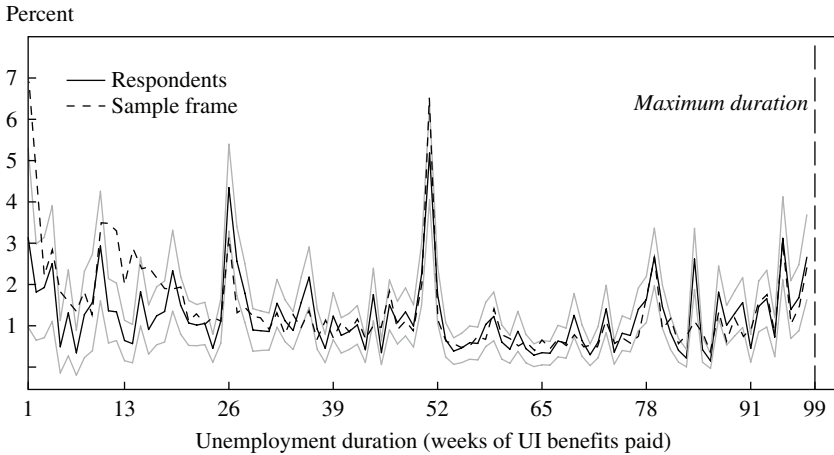 Percent
7
6
5
4
3
2
1
Respondents
Sample frame
Maximum duration
1 13 26 39 52 65 78 91 99
Unemployment duration (weeks of UI benefits paid)